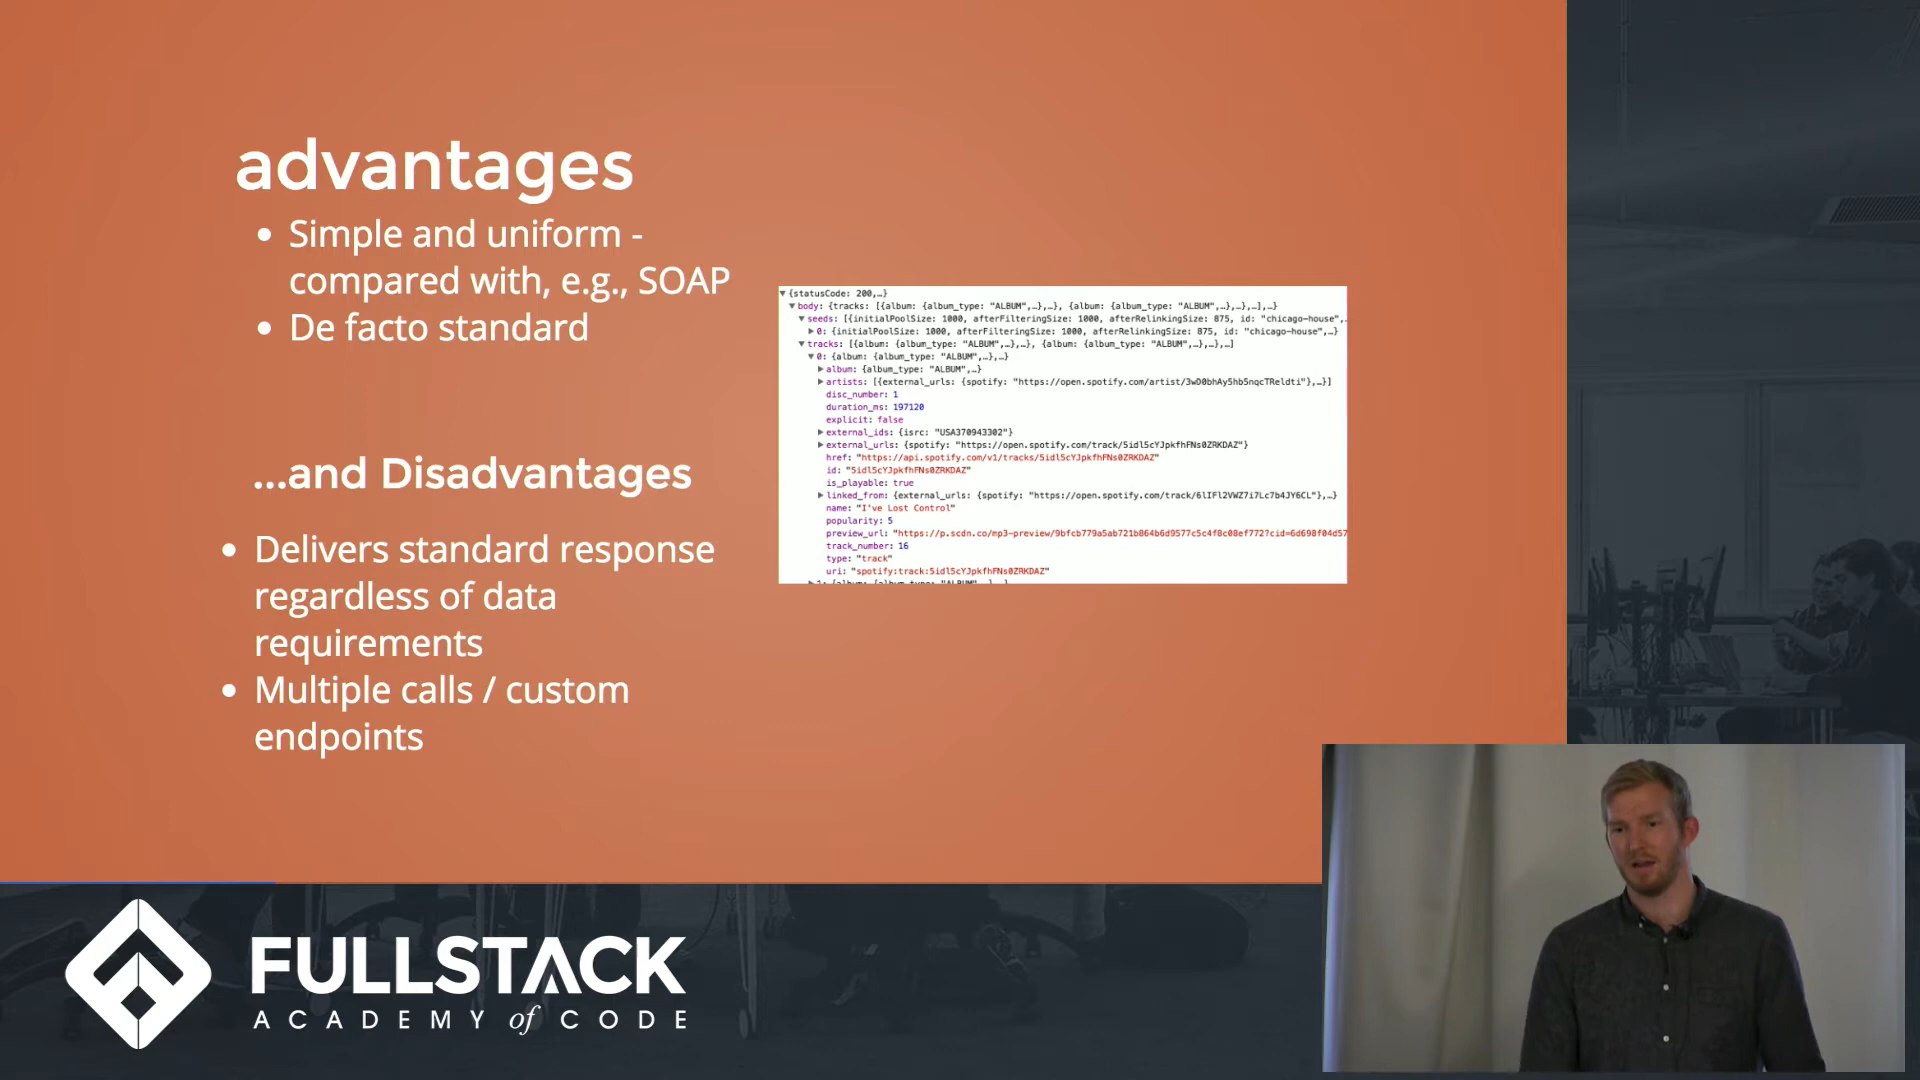 advantages
• Simple and uniform -
compared with, e.g., SOAP
• De facto standard
...and Disadvantages
• Delivers standard response
regardless of data
requirements
• Multiple calls / custom
endpoints
▼{statusCode: 200,…}
▼body: {tracks: [{album: {album_type: "ALBUM",…},…}, {album: {album_type: "ALBUM",…},…},…],…}
▼seeds: [{initialPoolSize: 1000, afterFilteringSize: 1000, afterRelinkingSize: 875, id: "chicago-house",…
▶0: {initialPoolSize: 1000, afterFilteringSize: 1000, afterRelinkingSize: 875, id: "chicago-house",…}
▼tracks: [{album: {album_type: "ALBUM",…},…}, {album: {album_type: "ALBUM",…},…},…]
▼0: {album: {album_type: "ALBUM",…},…}
▶album: {album_type: "ALBUM",…}
▶artists: [{external_urls: {spotify: "https://open.spotify.com/artist/3wD0bhAy5hb5nqcTReldti"},…}]
disc_number: 1
duration_ms: 197120
explicit: false
▶external_ids: {isrc: "USA370943302"}
▶external_urls: {spotify: "https://open.spotify.com/track/5idl5cYJpkfhFNs0ZRKDAZ"}
href: "https://api.spotify.com/v1/tracks/5idl5cYJpkfhFNs0ZRKDAZ"
id: "5idl5cYJpkfhFNs0ZRKDAZ"
is_playable: true
▶linked_from: {external_urls: {spotify: "https://open.spotify.com/track/6lIFl2VWZ7i7Lc7b4JY6CL"},…}
name: "I've Lost Control"
popularity: 5
preview_url: "https://p.scdn.co/mp3-preview/9bfcb779a5ab721b864b6d9577c5c4f8c08ef772?cid=6d698f04d57
track_number: 16
type: "track"
uri: "spotify:track:5idl5cYJpkfhFNs0ZRKDAZ"
FULLSTACK
ACADEMY of CODE